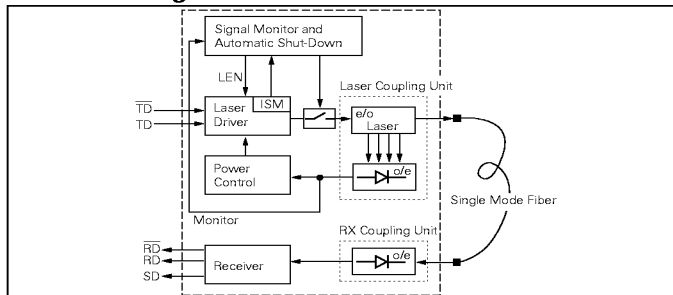 Signal Monitor and
Automatic Shut-Down
LEN
Laser Coupling Unit
TD
TD
Laser
Driver
ISM
e/o
Laser
Power
Control
o/e
Single Mode Fiber
Monitor
RX Coupling Unit
RD
RD
SD
Receiver
o/e